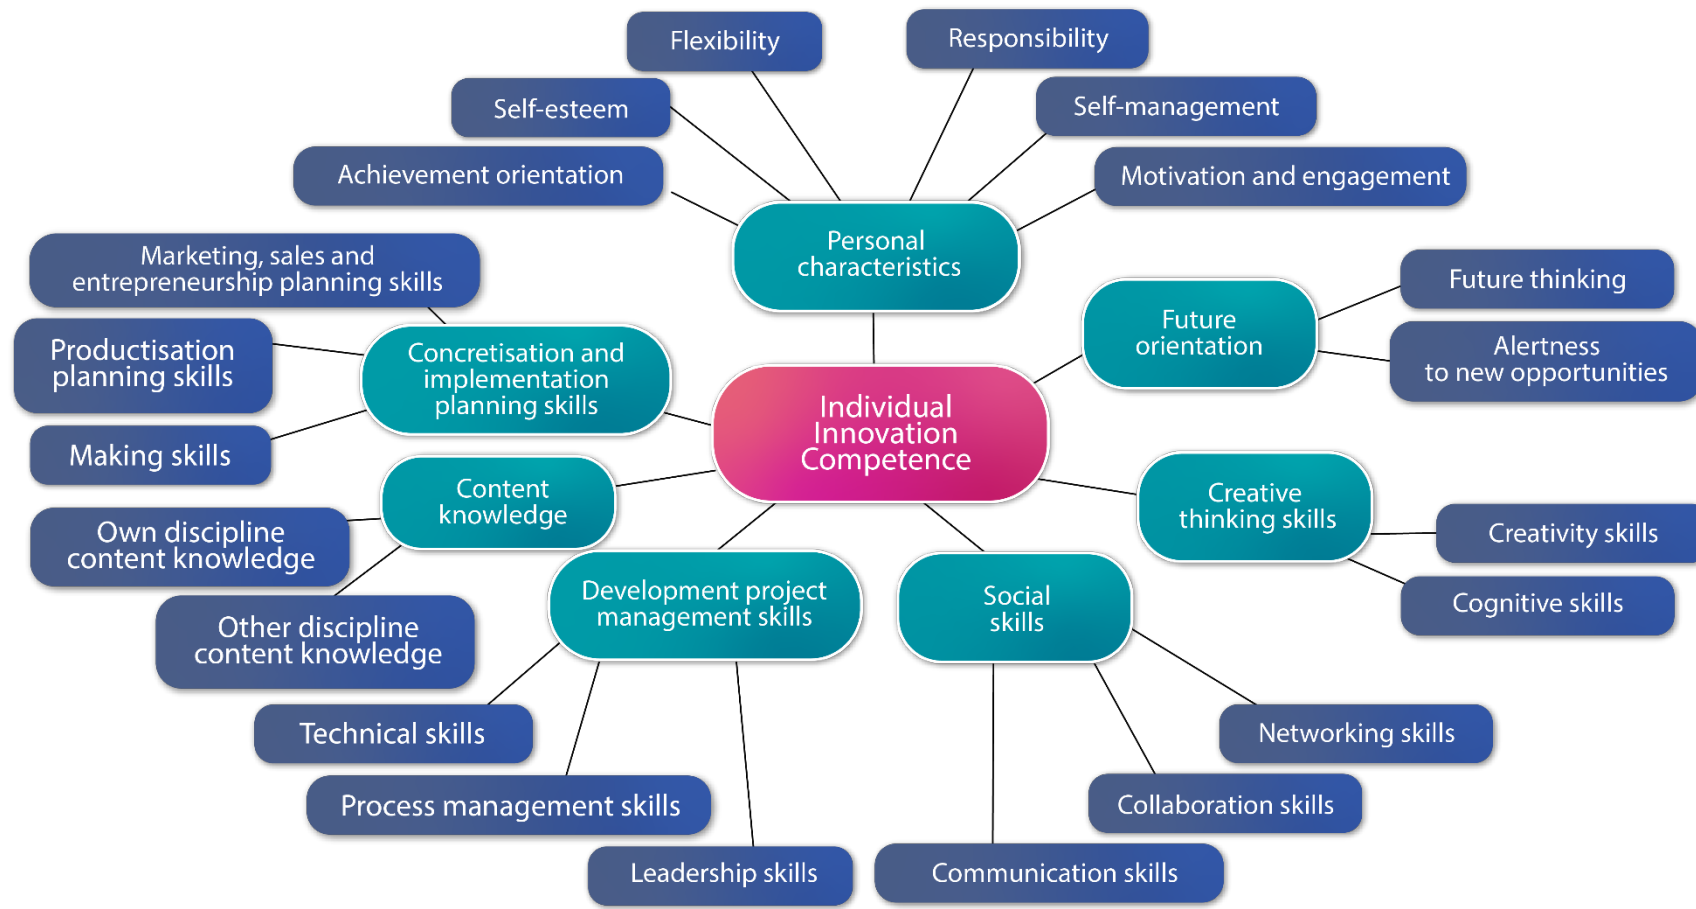 Flexibility
Responsibility
Self-esteem
Self-management
Achievement orientation
Motivation and engagement
Personal
characteristics
Marketing, sales and
entrepreneurship planning skills
Future thinking
Future
orientation
Productisation
planning skills
Concretisation and
implementation
planning skills
Alertness
to new opportunities
Individual
Innovation
Competence
Making skills
Content
knowledge
Creative
thinking skills
Own discipline
content knowledge
Creativity skills
Development project
management skills
Social
skills
Cognitive skills
Other discipline
content knowledge
Technical skills
Networking skills
Process management skills
Collaboration skills
Leadership skills
Communication skills